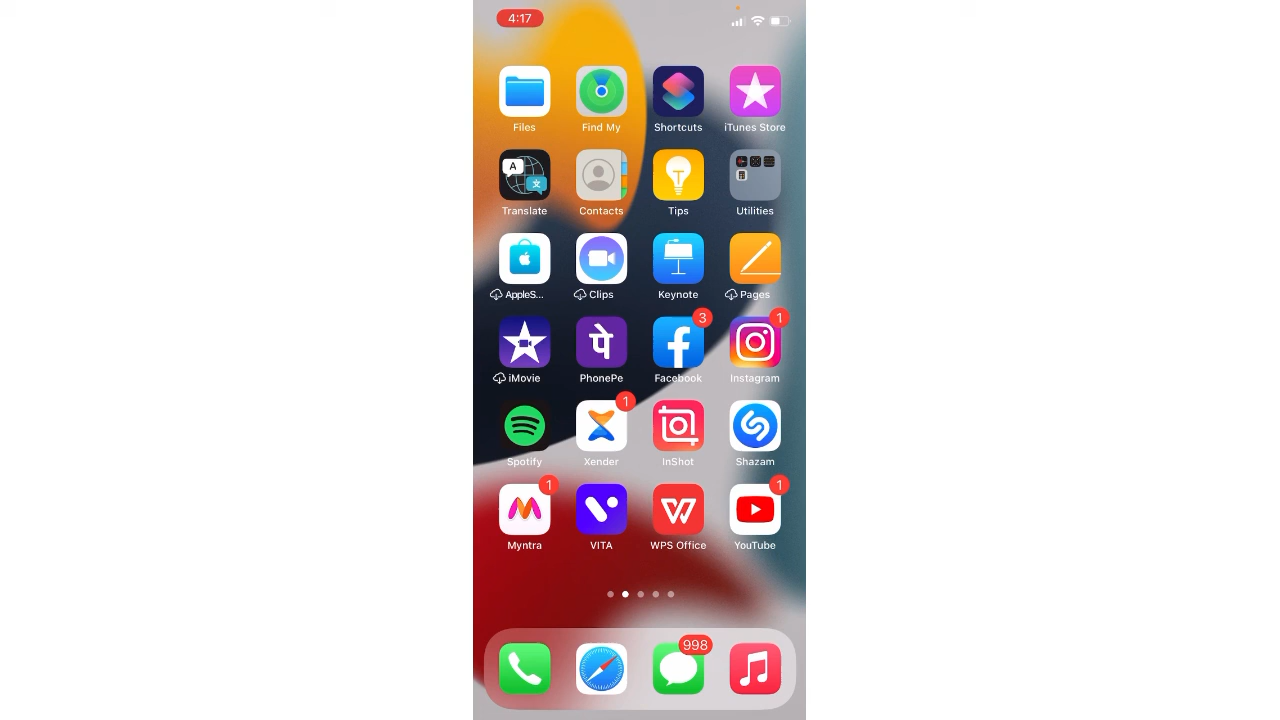 4:17
Files Find My Shortcuts iTunes Store
A 文
Translate Contacts Tips Utilities
AppleS... Clips Keynote Pages
3 1
पे
iMovie PhonePe Facebook Instagram
1
Spotify Xender InShot Shazam
1 1
Myntra VITA WPS Office YouTube
998